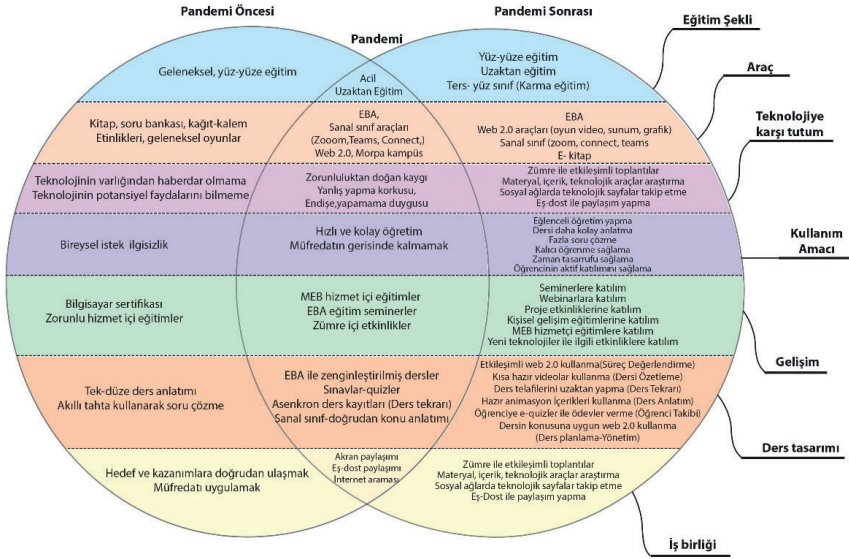 Pandemi Öncesi
Pandemi
Pandemi Sonrası
Eğitim Şekli
Geleneksel, yüz-yüze eğitim
Acil
Uzaktan Eğitim
Yüz-yüze eğitim
Uzaktan eğitim
Ters- yüz sınıf (Karma eğitim)
Araç
Kitap, soru bankası, kağıt-kalem
Etinlikleri, geleneksel oyunlar
EBA,
Sanal sınıf araçları
(Zooom,Teams, Connect,)
Web 2.0, Morpa kampüs
EBA
Web 2.0 araçları (oyun video, sunum, grafik)
Sanal sınıf (zoom, connect, teams
E- kitap
Teknolojiye
karşı tutum
Teknolojinin varlığından haberdar olmama
Teknolojinin potansiyel faydalarını bilmeme
Zorunluluktan doğan kaygı
Yanlış yapma korkusu,
Endişe,yapamama duygusu
Zümre ile etkileşimli toplantılar
Materyal, içerik, teknolojik araçlar araştırma
Sosyal ağlarda teknolojik sayfalar takip etme
Eş-dost ile paylaşım yapma
Kullanım
Amacı
Bireysel istek ilgisizlik
Hızlı ve kolay öğretim
Müfredatın gerisinde kalmamak
Eğlenceli öğretim yapma
Dersi daha kolay anlatma
Fazla soru çözme
Kalıcı öğrenme sağlama
Zaman tasarrufu sağlama
Öğrencinin aktif katılımını sağlama
Gelişim
Bilgisayar sertifikası
Zorunlu hizmet içi eğitimler
MEB hizmet içi eğitimler
EBA eğitim seminerler
Zümre içi etkinlikler
Seminerlere katılım
Webinarlara katılım
Proje etkinliklerine katılım
Kişisel gelişim eğitimlerine katılım
MEB hizmetçi eğitimlere katılım
Yeni teknolojiler ile ilgili etkinliklere katılım
Ders tasarımı
Tek-düze ders anlatımı
Akıllı tahta kullanarak soru çözme
EBA ile zenginleştirilmiş dersler
Sınavlar-quizler
Asenkron ders kayıtları (Ders tekrarı)
Sanal sınıf-doğrudan konu anlatımı
Etkileşimli web 2.0 kullanma(Süreç Değerlendirme)
Kısa hazır videolar kullanma (Dersi Özetleme)
Ders telafilerini uzaktan yapma (Ders Tekrarı)
Hazır animasyon İçerikleri kullanma (Ders Anlatım)
Öğrenciye e-quizler ile ödevler verme (Öğrenci Takibi)
Dersin konusuna uygun web 2.0 kullanma
(Ders planlama-Yönetim)
İş birliği
Hedef ve kazanımlara doğrudan ulaşmak
Müfredatı uygulamak
Akran paylaşımı
Eş-dost paylaşımı
Internet araması
Zümre ile etkileşimli toplantılar
Materyal, içerik, teknolojik araçlar araştırma
Sosyal ağlarda teknolojik sayfalar takip etme
Eş-Dost ile paylaşım yapma